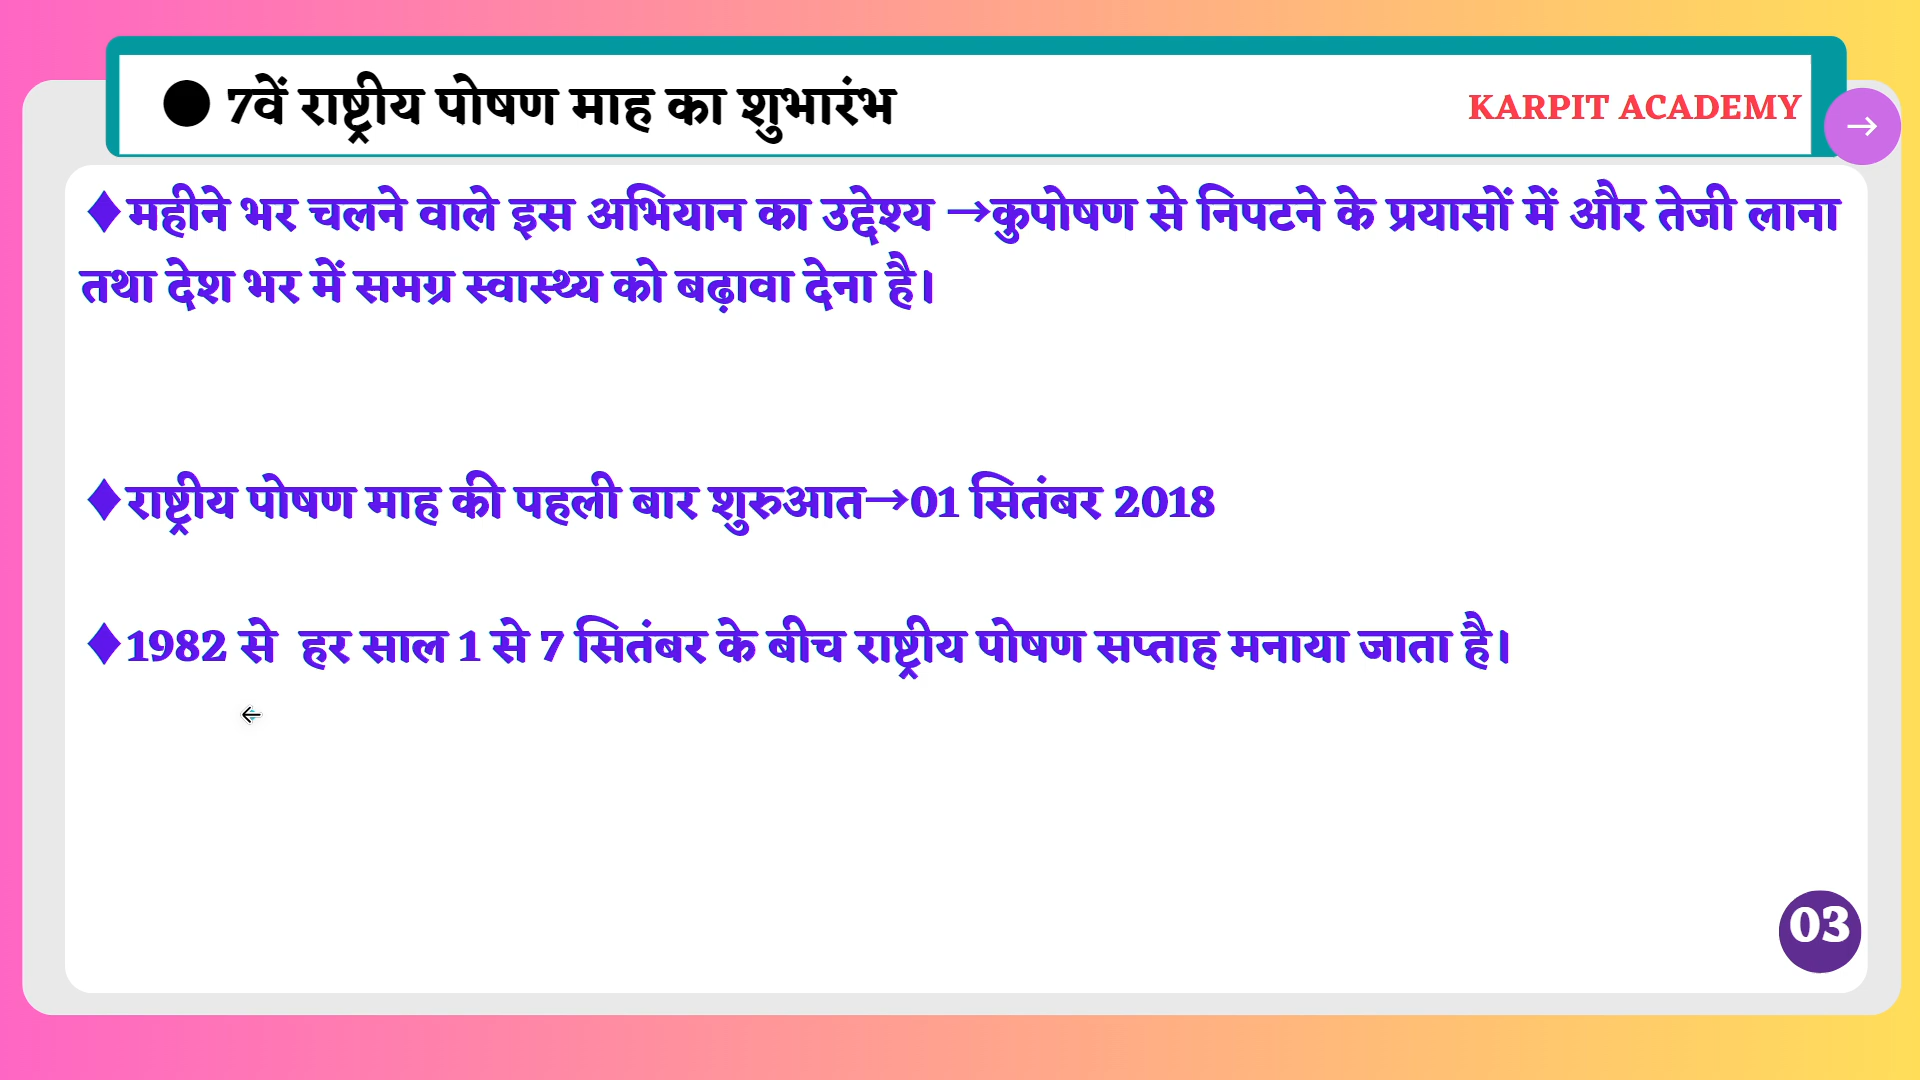 ● 7वें राष्ट्रीय पोषण माह का शुभारंभ
KARPIT ACADEMY
♦महीने भर चलने वाले इस अभियान का उद्देश्य →कुपोषण से निपटने के प्रयासों में और तेजी लाना
तथा देश भर में समग्र स्वास्थ्य को बढ़ावा देना है।
♦राष्ट्रीय पोषण माह की पहली बार शुरुआत→01 सितंबर 2018
♦1982 से हर साल 1 से 7 सितंबर के बीच राष्ट्रीय पोषण सप्ताह मनाया जाता है।
03